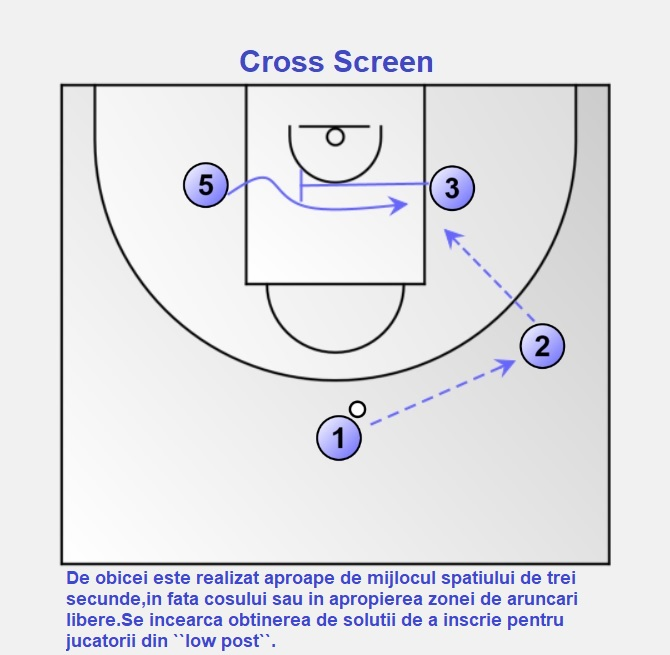 Cross Screen
5
3
2
1
De obicei este realizat aproape de mijlocul spatiului de trei
secunde,in fata cosului sau in apropierea zonei de aruncari
libere.Se incearca obtinerea de solutii de a inscrie pentru
jucatorii din ``low post``.